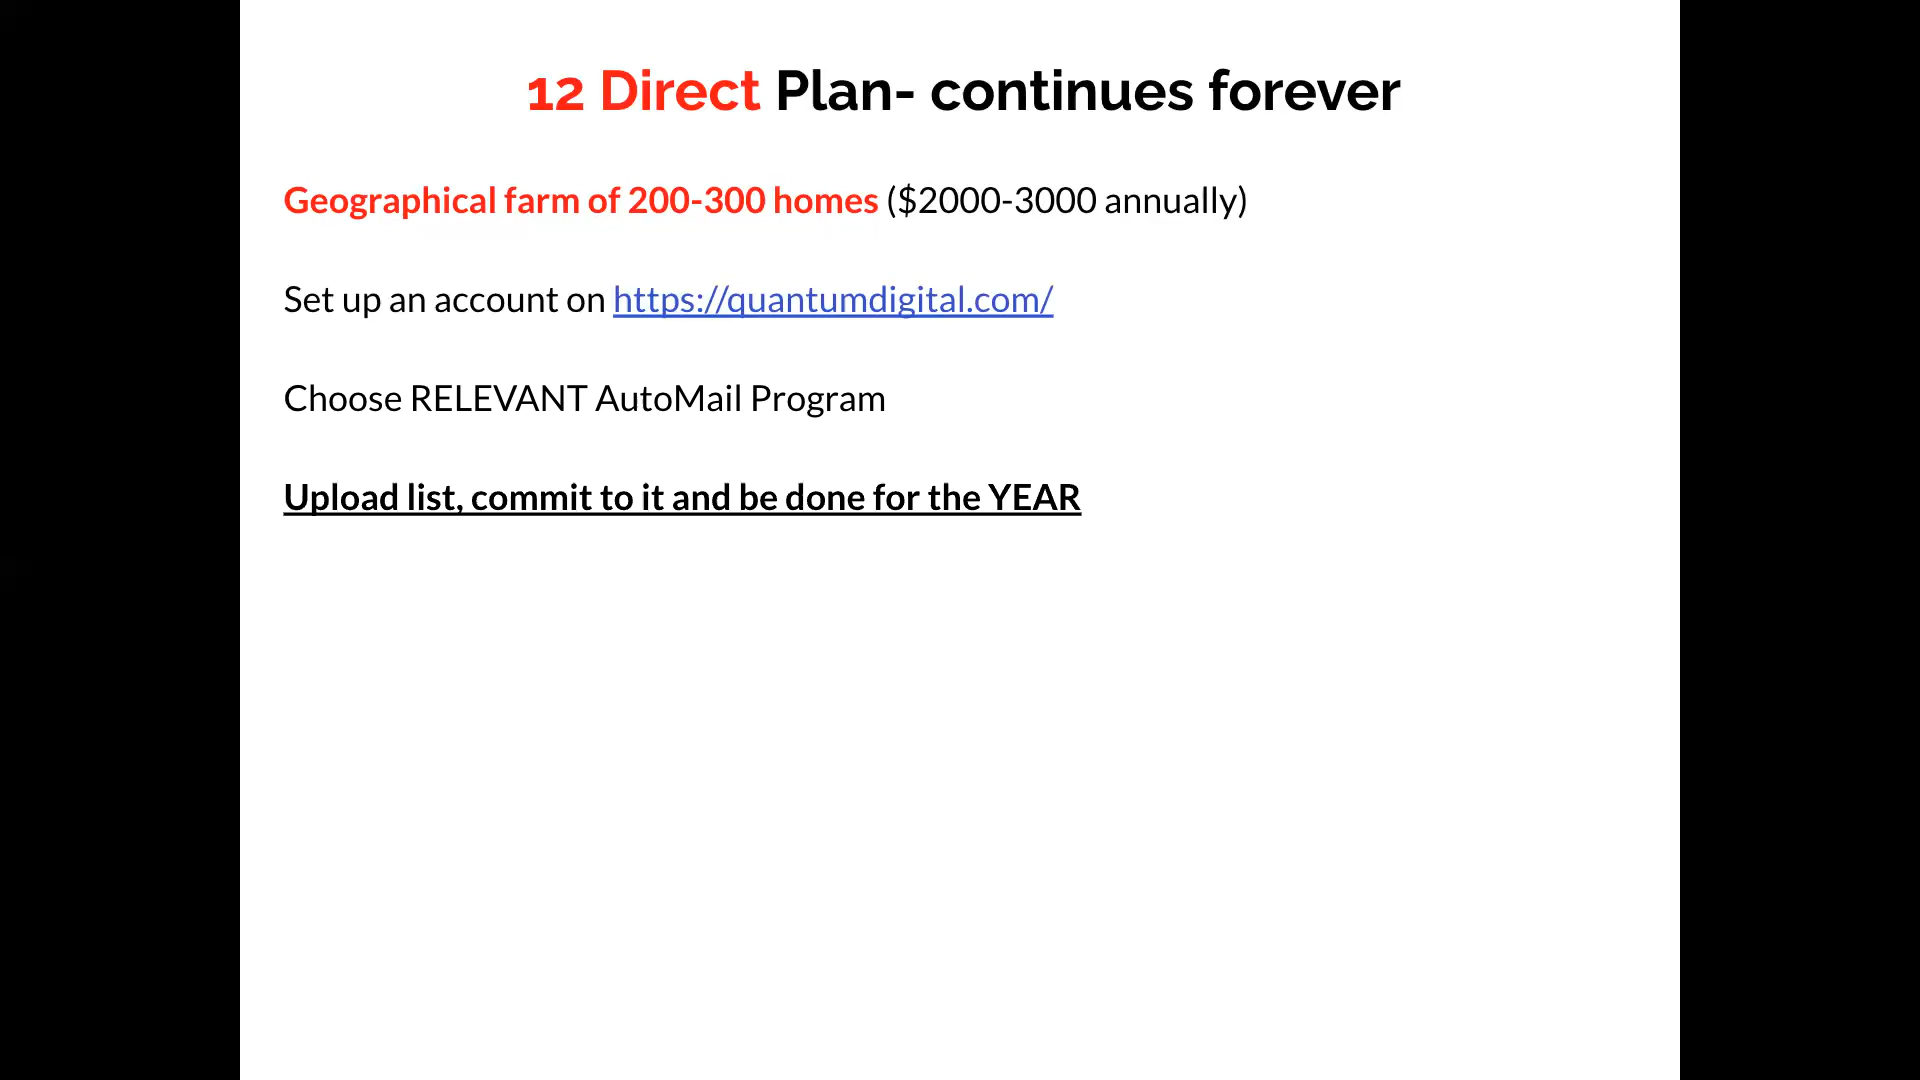 12 Direct Plan- continues forever
Geographical farm of 200-300 homes ($2000-3000 annually)
Set up an account on https://quantumdigital.com/
Choose RELEVANT AutoMail Program
Upload list, commit to it and be done for the YEAR